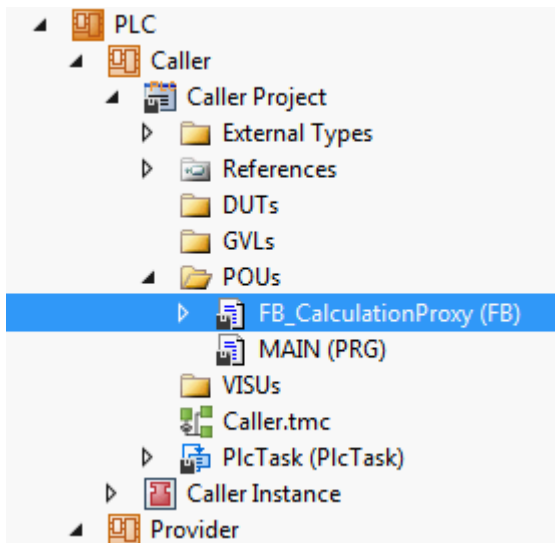 PLC
Caller
Caller Project
External Types
References
DUTs
GVLs
POUs
FB_CalculationProxy (FB)
MAIN (PRG)
VISUs
Caller.tmc
PlcTask (PlcTask)
Caller Instance
Provider